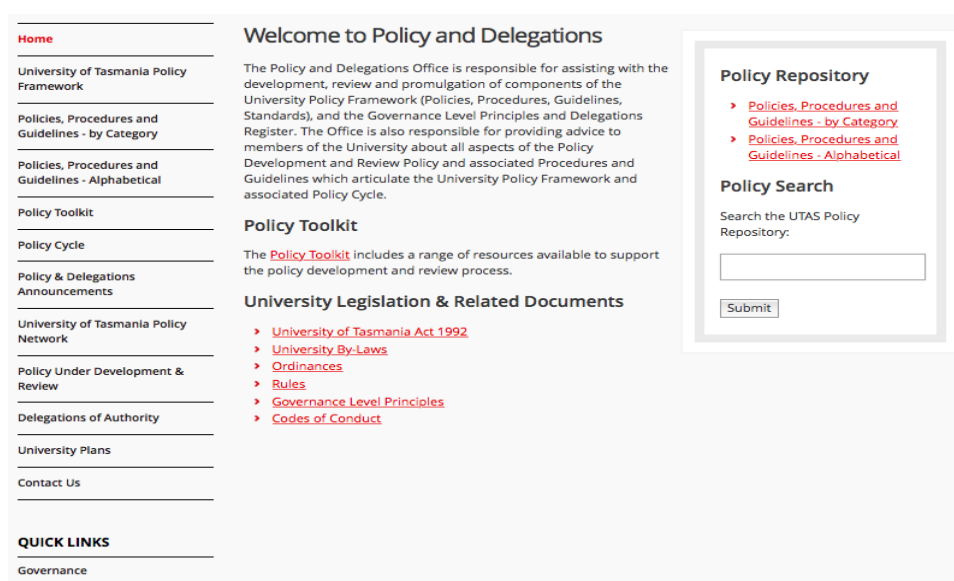 Home
University of Tasmania Policy
Framework
Policies, Procedures and
Guidelines - by Category
Policies, Procedures and
Guidelines - Alphabetical
Policy Toolkit
Policy Cycle
Policy & Delegations
Announcements
University of Tasmania Policy
Network
Policy Under Development &
Review
Delegations of Authority
University Plans
Contact Us
QUICK LINKS
Governance
Welcome to Policy and Delegations
The Policy and Delegations Office is responsible for assisting with the
development, review and promulgation of components of the
University Policy Framework (Policies, Procedures, Guidelines,
Standards), and the Governance Level Principles and Delegations
Register. The Office is also responsible for providing advice to
members of the University about all aspects of the Policy
Development and Review Policy and associated Procedures and
Guidelines which articulate the University Policy Framework and
associated Policy Cycle.
Policy Toolkit
The Policy Toolkit includes a range of resources available to support
the policy development and review process.
University Legislation & Related Documents
University of Tasmania Act 1992
University By-Laws
Ordinances
Rules
Governance Level Principles
Codes of Conduct
Policy Repository
Policies, Procedures and
Guidelines - by Category
Policies, Procedures and
Guidelines - Alphabetical
Policy Search
Search the UTAS Policy
Repository:
Submit